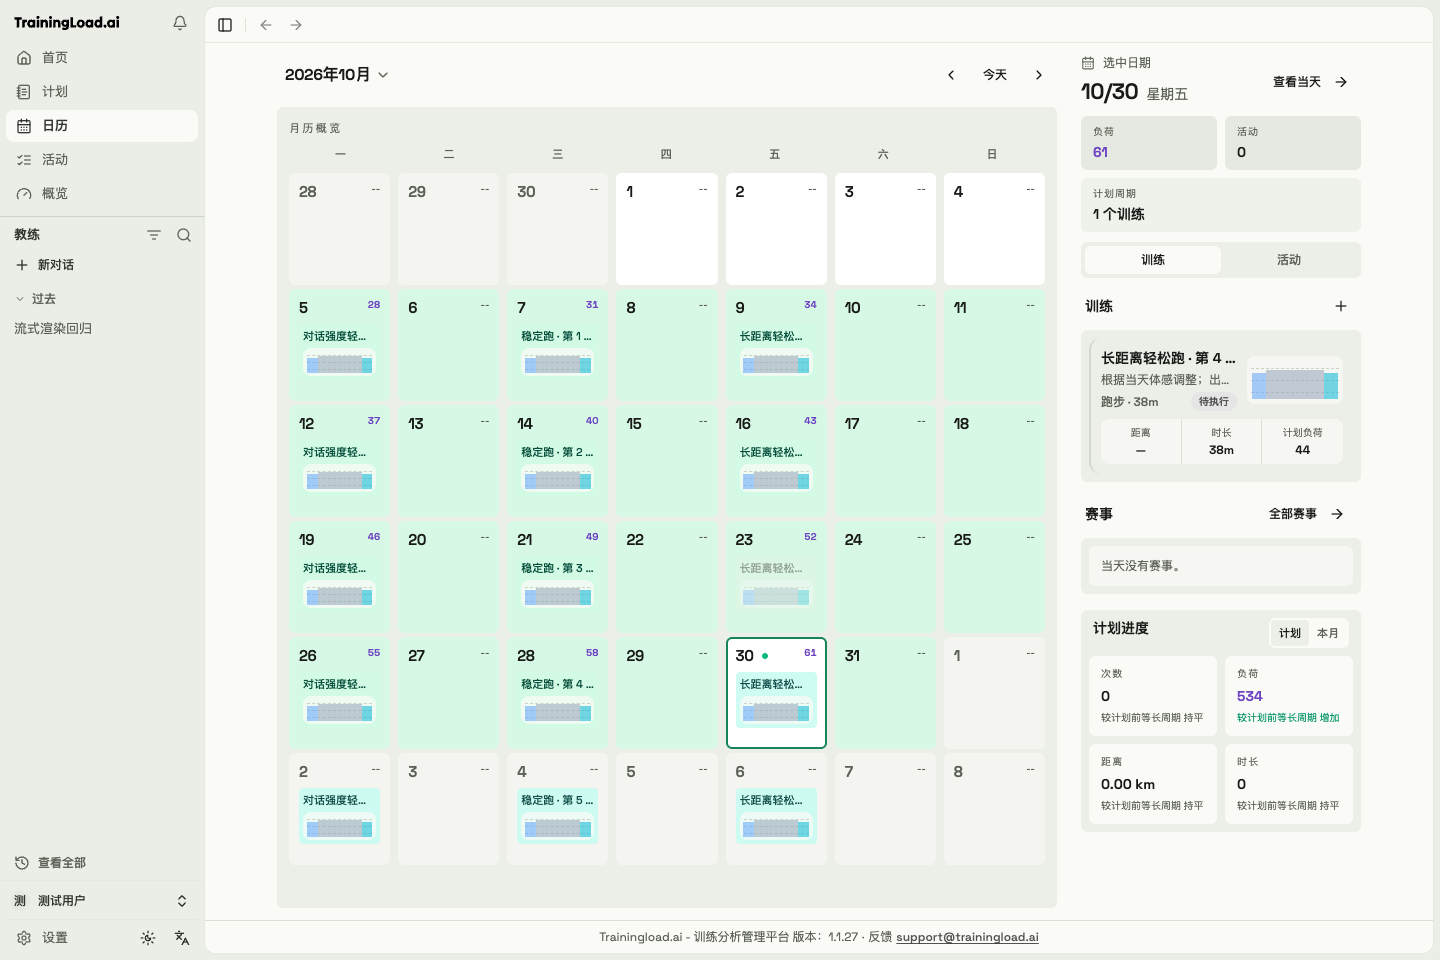 TrainingLoad.ai
首页
计划
日历
活动
概览
教练
新对话
过去
流式渲染回归
查看全部
测 测试用户
设置
2026年10月
今天
月历概览
一 二 三 四 五 六 日
28 -- 29 -- 30 -- 1 -- 2 -- 3 -- 4 --
5 28 6 -- 7 31 8 -- 9 34 10 -- 11 --
对话强度轻... 稳定跑 · 第 1 ... 长距离轻松...
12 37 13 -- 14 40 15 -- 16 43 17 -- 18 --
对话强度轻... 稳定跑 · 第 2 ... 长距离轻松...
19 46 20 -- 21 49 22 -- 23 52 24 -- 25 --
对话强度轻... 稳定跑 · 第 3 ... 长距离轻松...
26 55 27 -- 28 58 29 -- 30 61 31 -- 1 --
对话强度轻... 稳定跑 · 第 4 ... 长距离轻松...
2 -- 3 -- 4 -- 5 -- 6 -- 7 -- 8 --
对话强度轻... 稳定跑 · 第 5 ... 长距离轻松...
选中日期
10/30 星期五
查看当天
负荷 活动
61 0
计划周期
1 个训练
训练 活动
训练
长距离轻松跑 · 第 4 ...
根据当天体感调整；出...
跑步 · 38m 待执行
距离 时长 计划负荷
— 38m 44
赛事 全部赛事
当天没有赛事。
计划进度 计划 本月
次数 负荷
0 534
较计划前等长周期 持平 较计划前等长周期 增加
距离 时长
0.00 km 0
较计划前等长周期 持平 较计划前等长周期 持平
Trainingload.ai - 训练分析管理平台 版本：1.1.27 · 反馈 support@trainingload.ai